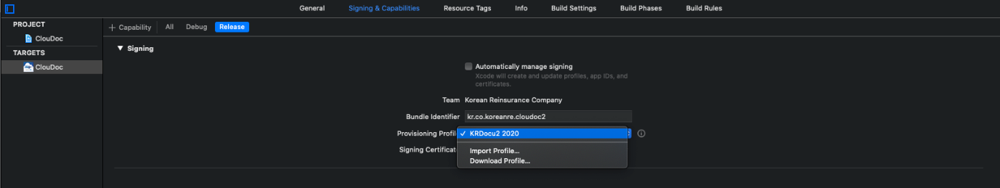 General Signing & Capabilities Resource Tags Info Build Settings Build Phases Build Rules
PROJECT
ClouDoc
TARGETS
ClouDoc
+ Capability All Debug Release
Signing
Automatically manage signing
Xcode will create and update profiles, app IDs, and
certificates.
Team Korean Reinsurance Company
Bundle Identifier kr.co.koreanre.cloudoc2
Provisioning Profil KRDocu2 2020
Signing Certificat
Import Profile...
Download Profile...